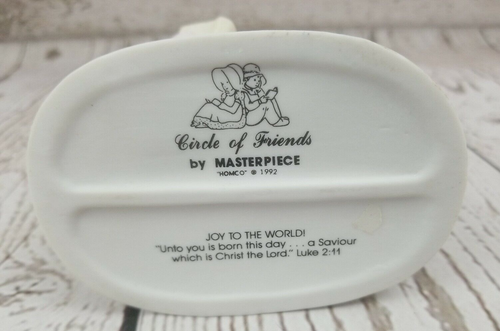 Circle of Friends
by MASTERPIECE
"HOMCO" © 1992
JOY TO THE WORLD!
"Unto you is born this day . . . a Saviour
which is Christ the Lord." Luke 2:11